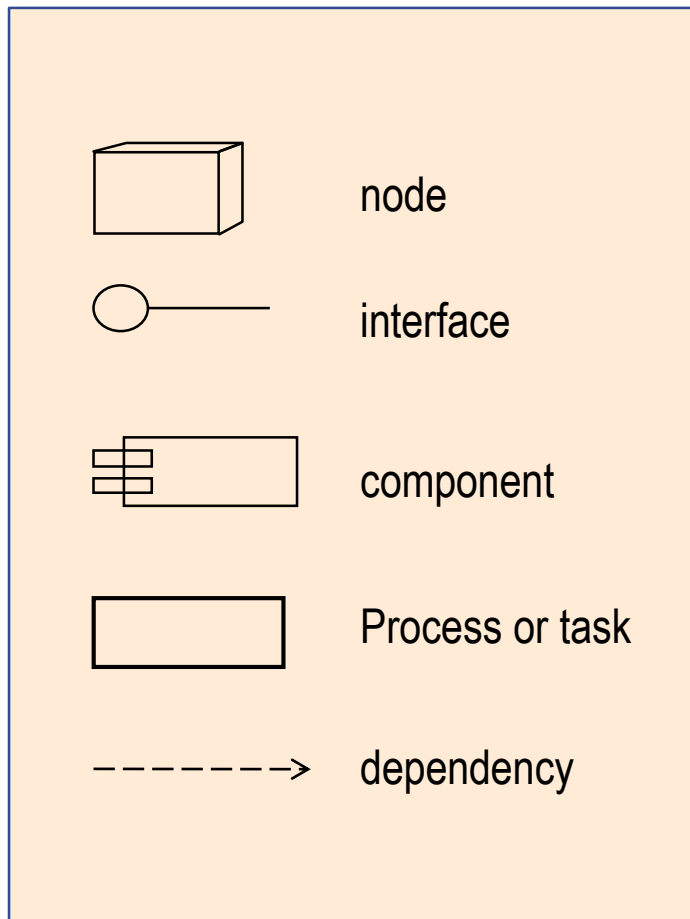 node
interface
component
Process or task
dependency